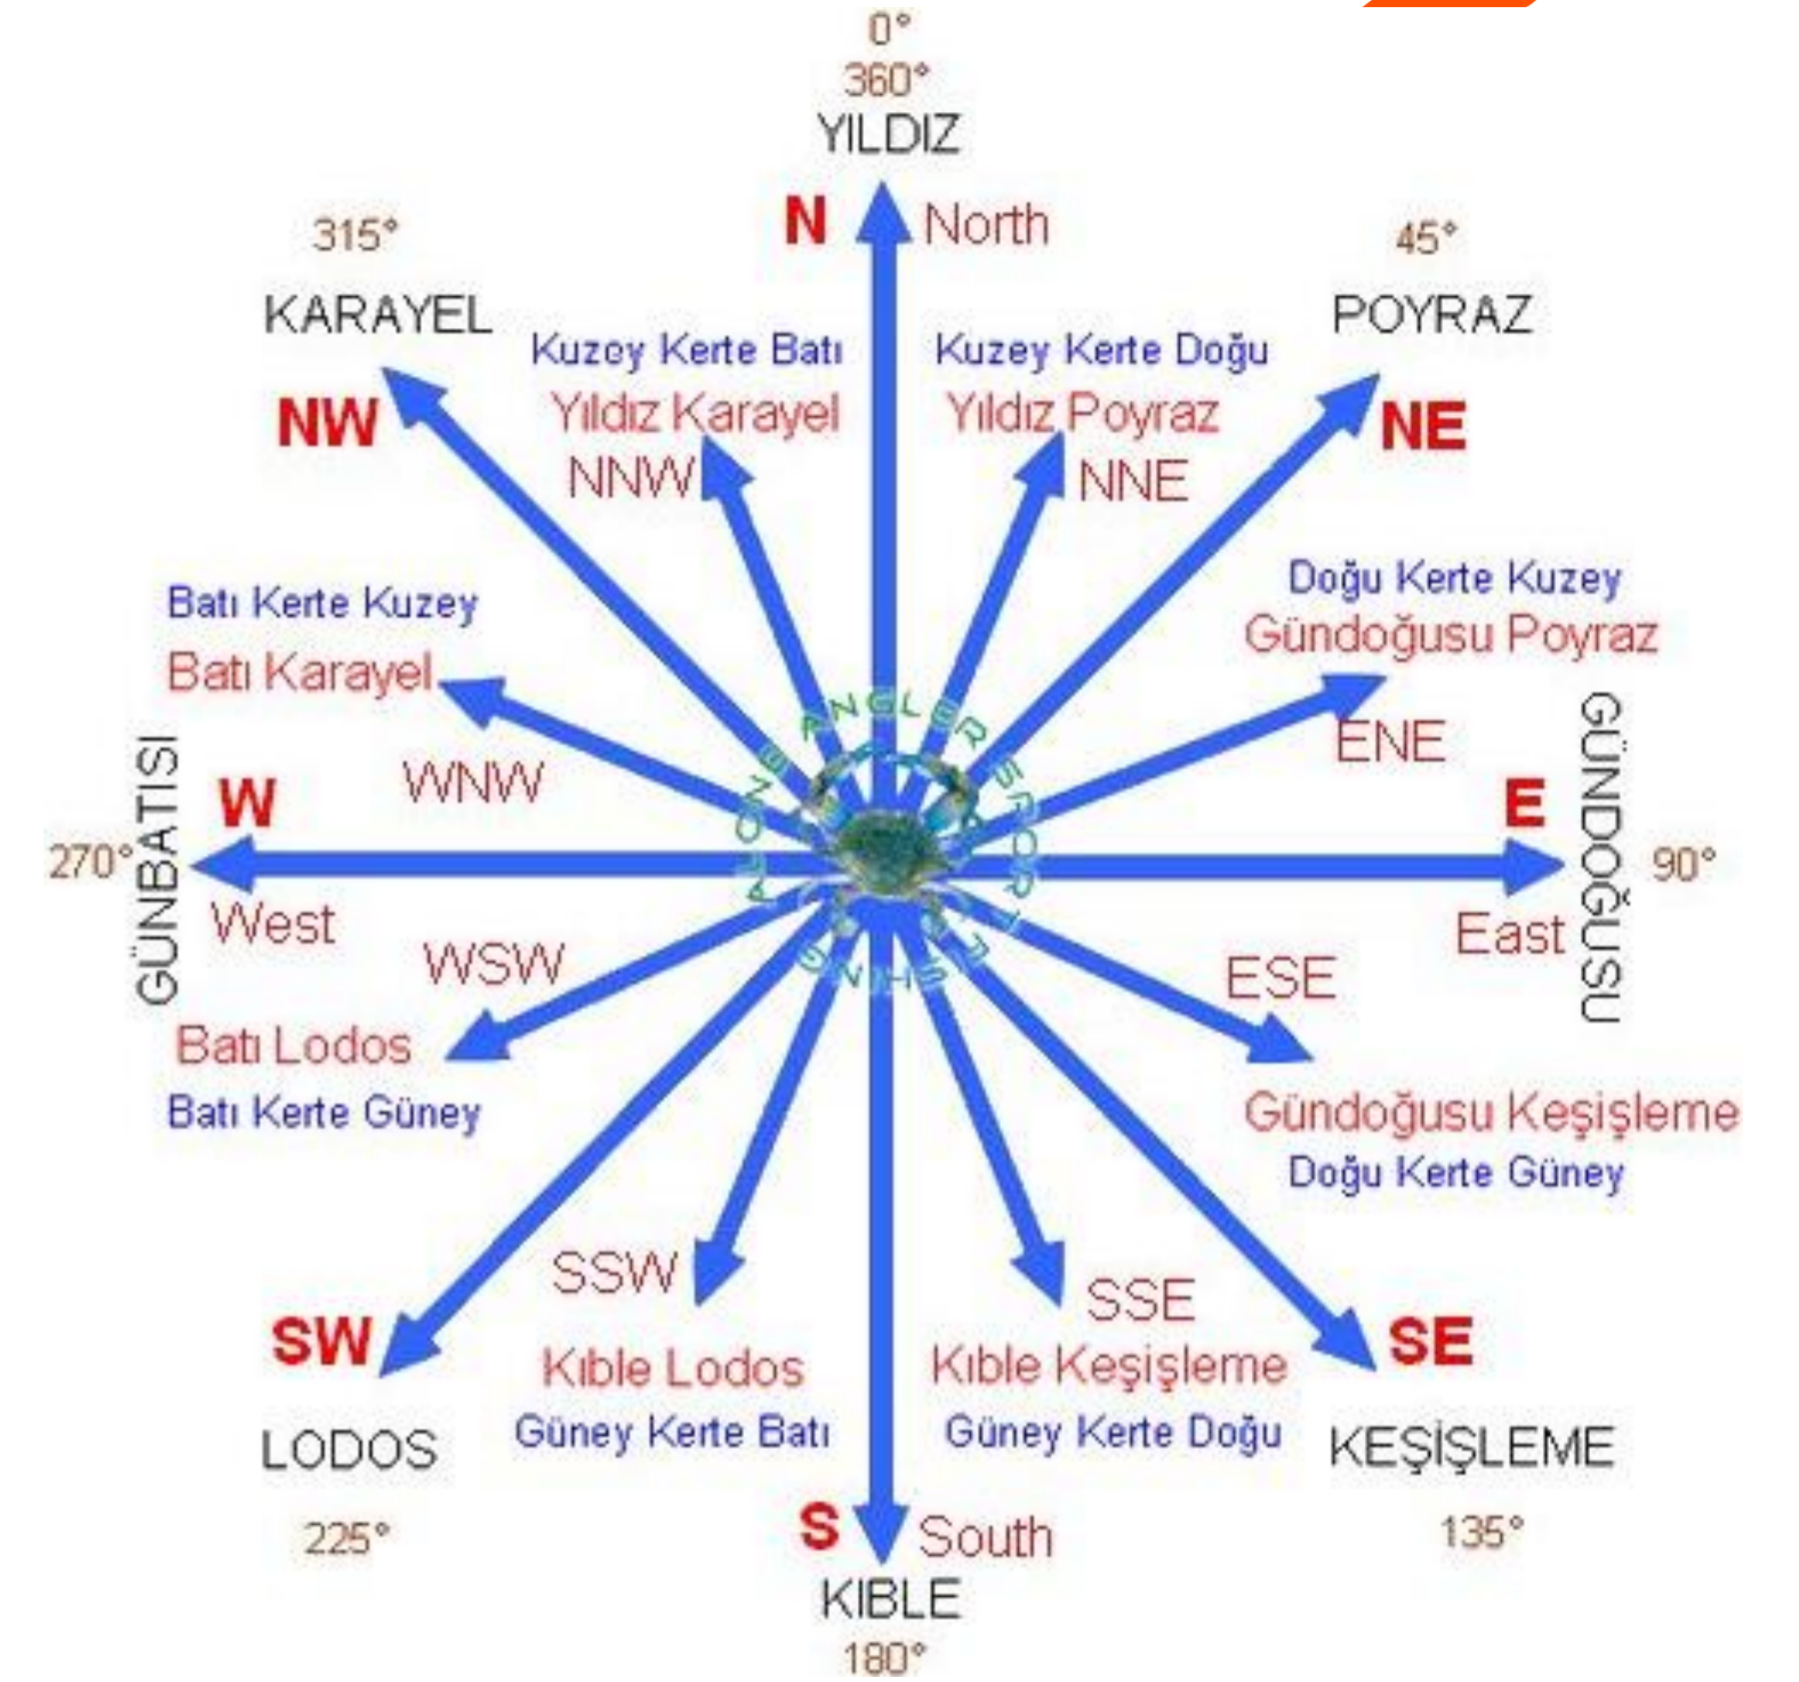 0°
360°
YILDIZ
N North
315°
45°
KARAYEL
POYRAZ
Kuzey Kerte Batı
Kuzey Kerte Doğu
Yıldız Karayel
Yıldız Poyraz
NW
NE
NNW
NNE
Batı Kerte Kuzey
Doğu Kerte Kuzey
Batı Karayel
Gündoğusu Poyraz
WNW
ENE
W
E
GÜNBATISI
GÜNDOĞUSU
270°
90°
West
East
WSW
ESE
Batı Lodos
Gündoğusu Keşişleme
Batı Kerte Güney
Doğu Kerte Güney
SSW
SSE
SW
SE
Kıble Lodos
Kıble Keşişleme
Güney Kerte Batı
Güney Kerte Doğu
LODOS
KEŞİŞLEME
225°
135°
S South
KIBLE
180°